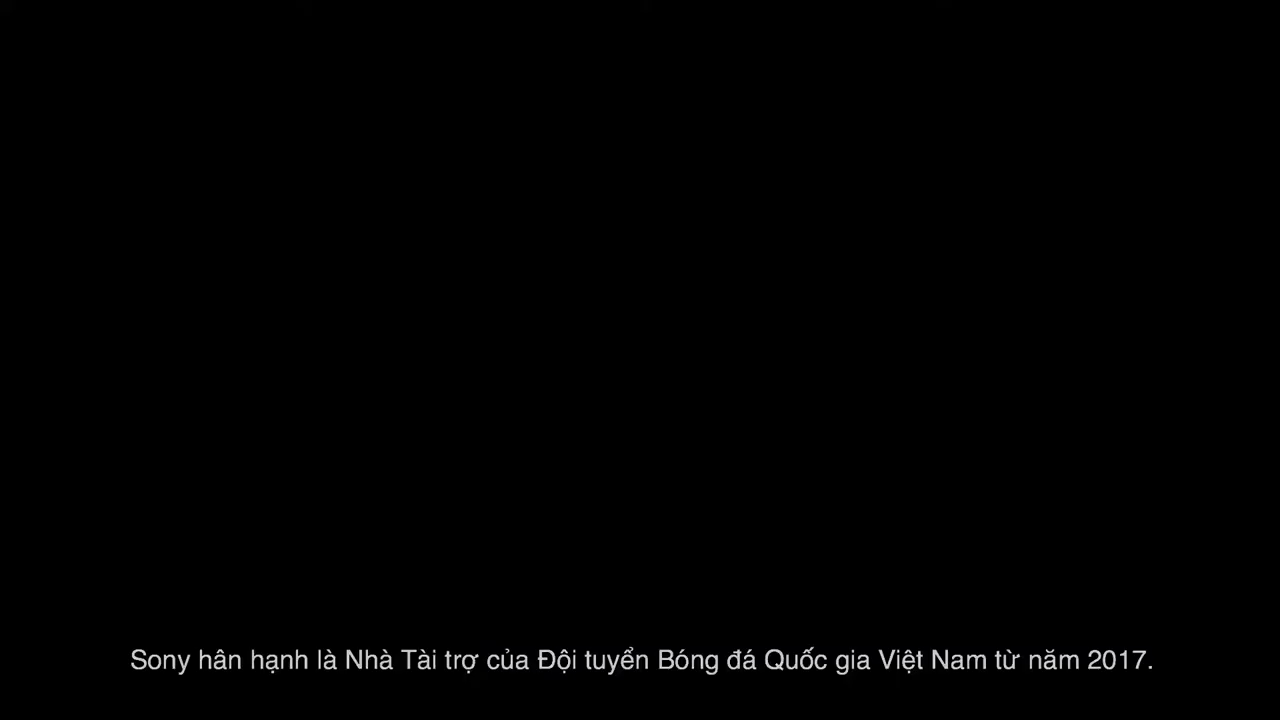 Sony hân hạnh là Nhà Tài trợ của Đội tuyển Bóng đá Quốc gia Việt Nam từ năm 2017.